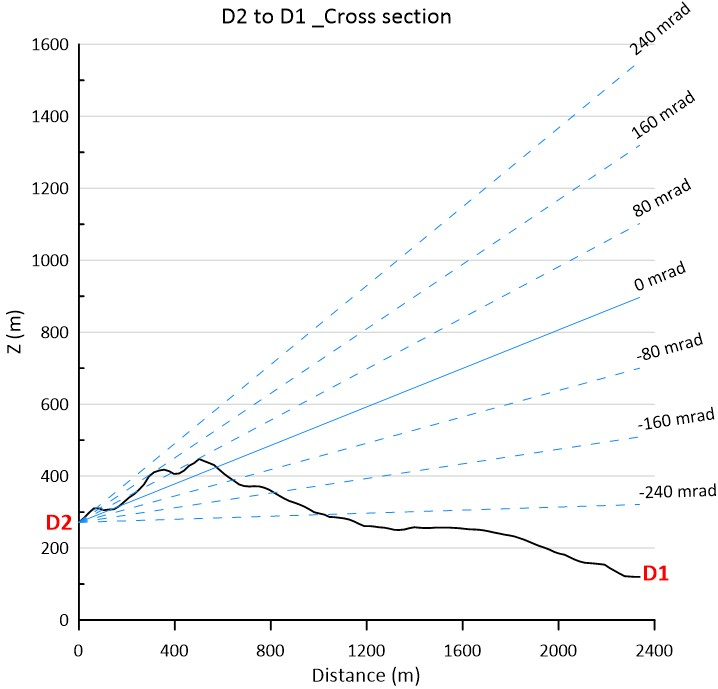 D2 to D1 _Cross section
240 mrad
160 mrad
80 mrad
0 mrad
-80 mrad
-160 mrad
-240 mrad
Z (m)
1600
1400
1200
1000
800
600
400
200
0
D2
D1
0 400 800 1200 1600 2000 2400
Distance (m)